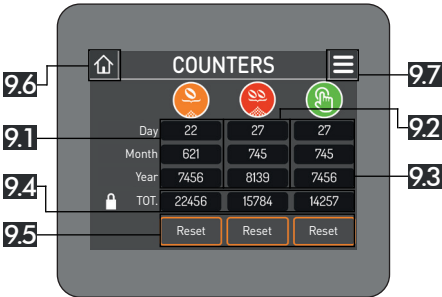 COUNTERS
9.6
9.7
9.1
9.2
Day 22 27 27
Month 621 745 745
Year 7456 8139 7456
9.3
9.4
TOT. 22456 15784 14257
9.5
Reset Reset Reset